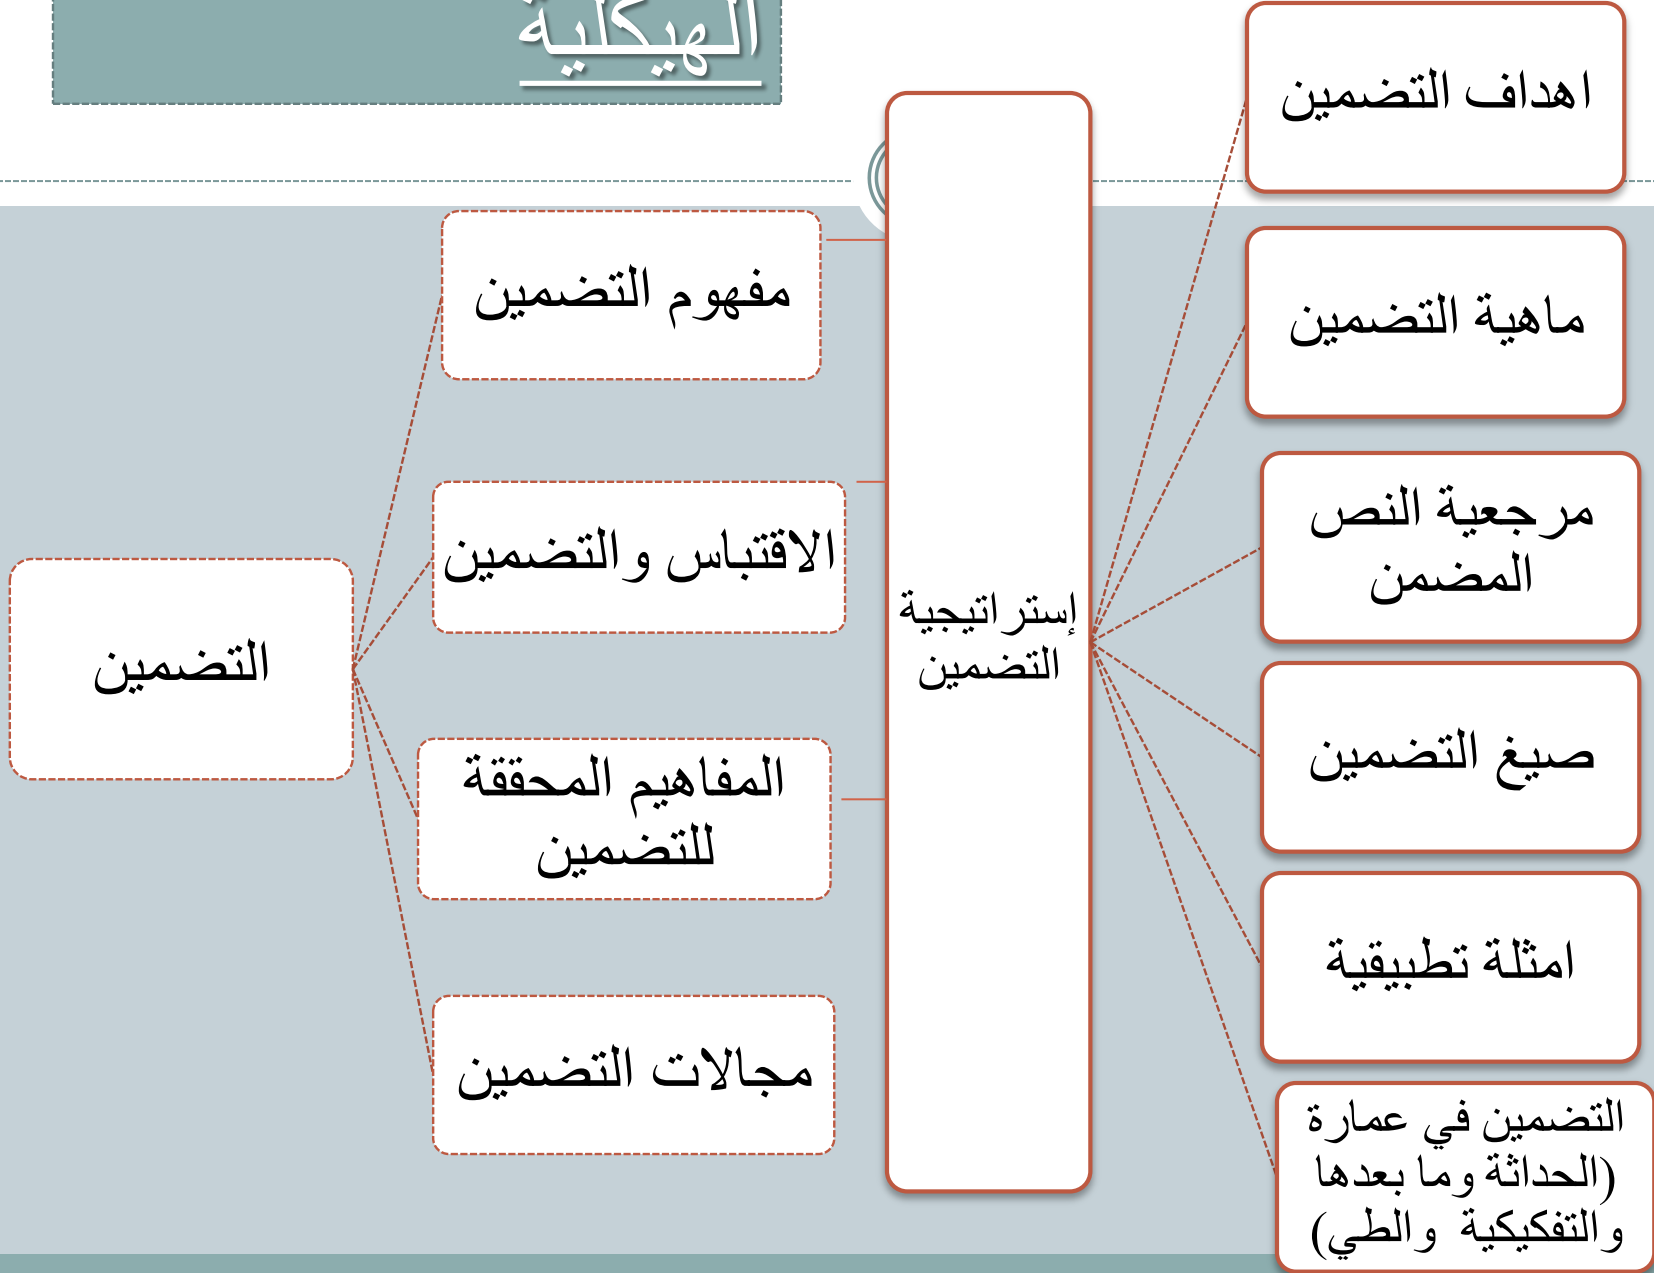 الهيكلية
اهداف التضمين
ماهية التضمين
مرجعية النص
المضمن
صيغ التضمين
امثلة تطبيقية
التضمين في عمارة
(الحداثة وما بعدها
والتفكيكية والطي)
إستراتيجية
التضمين
مفهوم التضمين
الاقتباس والتضمين
المفاهيم المحققة
للتضمين
مجالات التضمين
التضمين